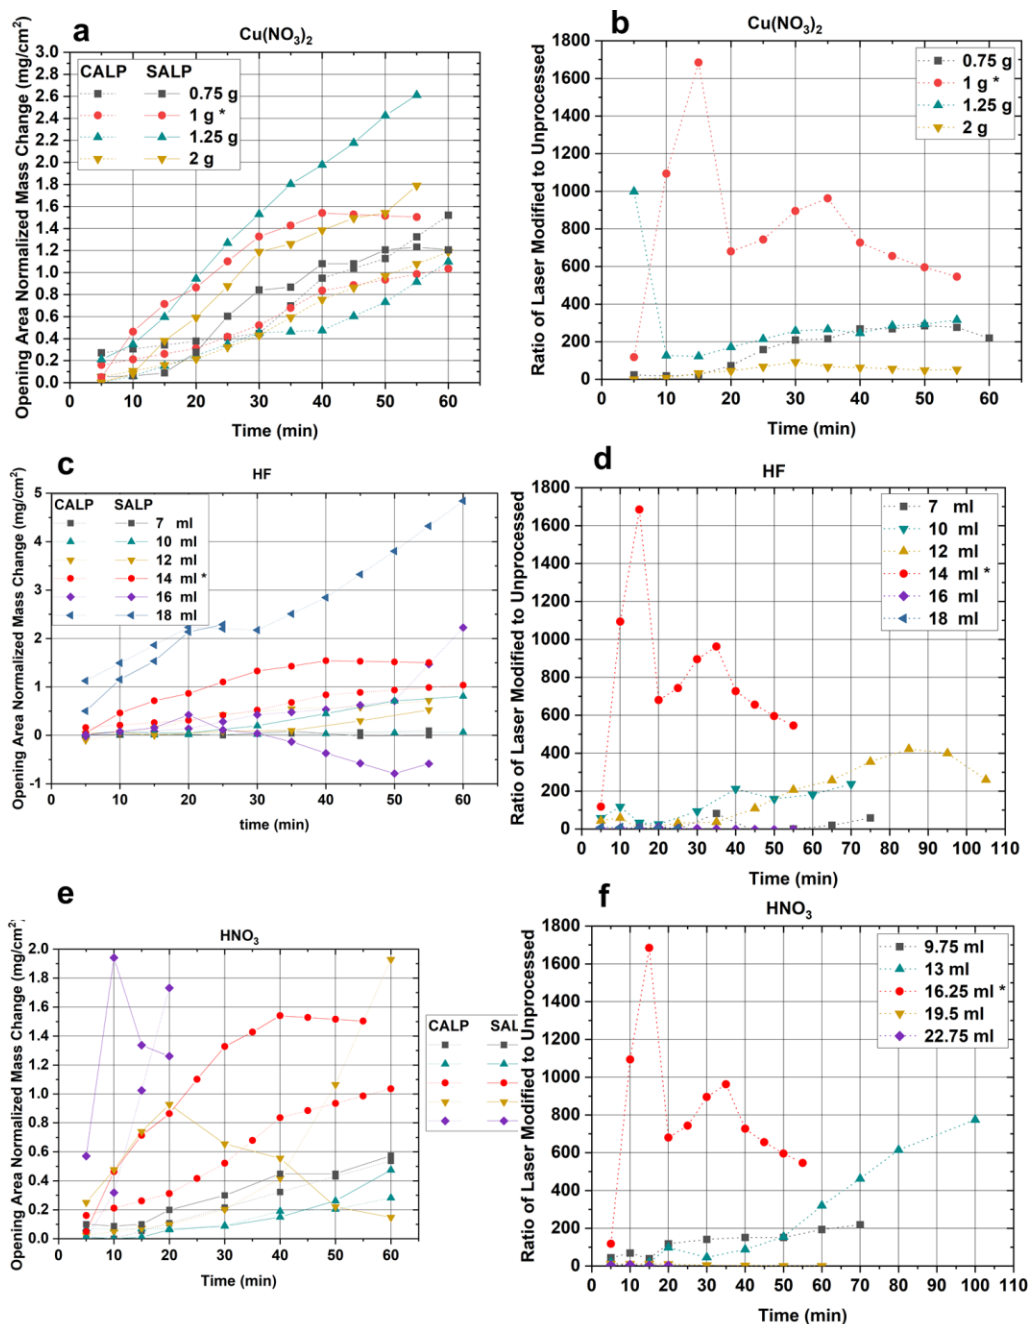 a
Cu(NO₃)₂
Opening Area Normalized Mass Change (mg/cm²)
3.0
2.8
2.6
2.4
2.2
2.0
1.8
1.6
1.4
1.2
1.0
0.8
0.6
0.4
0.2
0.0
CALP SALP
0.75 g
1 g *
1.25 g
2 g
0 10 20 30 40 50 60
Time (min)
b
Cu(NO₃)₂
Ratio of Laser Modified to Unprocessed
1800
1600
1400
1200
1000
800
600
400
200
0
0.75 g
1 g *
1.25 g
2 g
0 10 20 30 40 50 60
Time (min)
c
HF
Opening Area Normalized Mass Change (mg/cm²)
5
4
3
2
1
0
-1
CALP SALP
7 ml
10 ml
12 ml
14 ml *
16 ml
18 ml
0 10 20 30 40 50 60
time (min)
d
HF
Ratio of Laser Modified to Unprocessed
1800
1600
1400
1200
1000
800
600
400
200
0
7 ml
10 ml
12 ml
14 ml *
16 ml
18 ml
0 10 20 30 40 50 60 70 80 90 100 110
Time (min)
e
HNO₃
Opening Area Normalized Mass Change (mg/cm²
2.0
1.8
1.6
1.4
1.2
1.0
0.8
0.6
0.4
0.2
0.0
CALP SAL
0 10 20 30 40 50 60
Time (min)
f
HNO₃
Ratio of Laser Modified to Unprocessed
1800
1600
1400
1200
1000
800
600
400
200
0
9.75 ml
13 ml
16.25 ml *
19.5 ml
22.75 ml
0 10 20 30 40 50 60 70 80 90 100 110
Time (min)